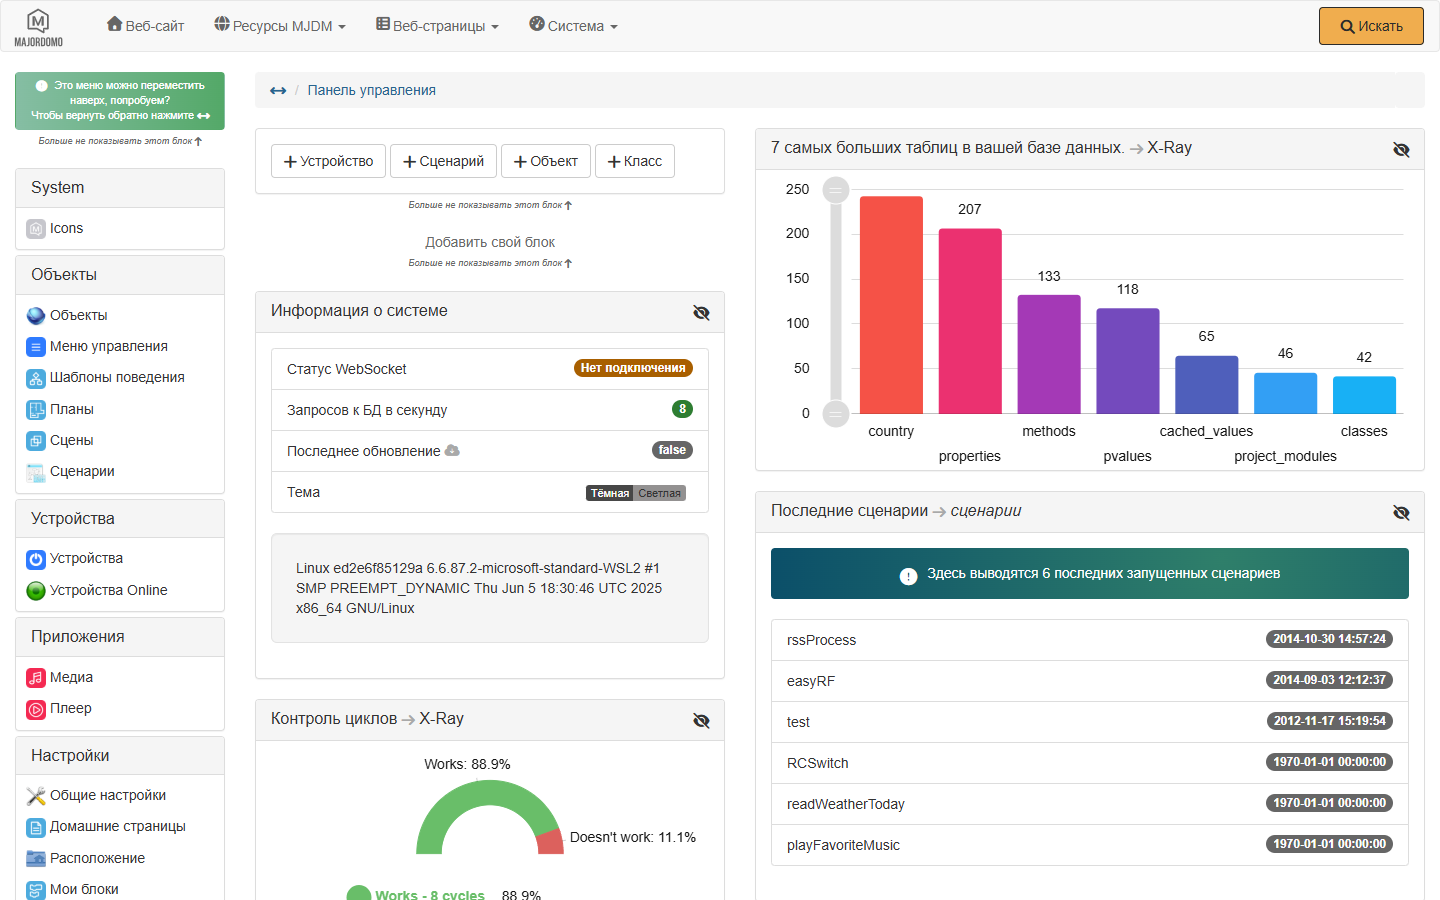 MAJORDOMO
Веб-сайт
Ресурсы MJDM
Веб-страницы
Система
Искать
Это меню можно переместить
наверх, попробуем?
Чтобы вернуть обратно нажмите
Больше не показывать этот блок
System
Icons
Объекты
Объекты
Меню управления
Шаблоны поведения
Планы
Сцены
Сценарии
Устройства
Устройства
Устройства Online
Приложения
Медиа
Плеер
Настройки
Общие настройки
Домашние страницы
Расположение
Мои блоки
/ Панель управления
Устройство
Сценарий
Объект
Класс
Больше не показывать этот блок
Добавить свой блок
Больше не показывать этот блок
Информация о системе
Статус WebSocket Нет подключения
Запросов к БД в секунду 8
Последнее обновление false
Тема Тёмная Светлая
Linux ed2e6f85129a 6.6.87.2-microsoft-standard-WSL2 #1
SMP PREEMPT_DYNAMIC Thu Jun 5 18:30:46 UTC 2025
x86_64 GNU/Linux
Контроль циклов → X-Ray
Works: 88.9%
Doesn't work: 11.1%
Works - 8 cycles 88.9%
7 самых больших таблиц в вашей базе данных. → X-Ray
250
200
150
100
50
0
207
133
118
65
46
42
country
properties
methods
pvalues
cached_values
project_modules
classes
Последние сценарии → сценарии
Здесь выводятся 6 последних запущенных сценариев
rssProcess 2014-10-30 14:57:24
easyRF 2014-09-03 12:12:37
test 2012-11-17 15:19:54
RCSwitch 1970-01-01 00:00:00
readWeatherToday 1970-01-01 00:00:00
playFavoriteMusic 1970-01-01 00:00:00